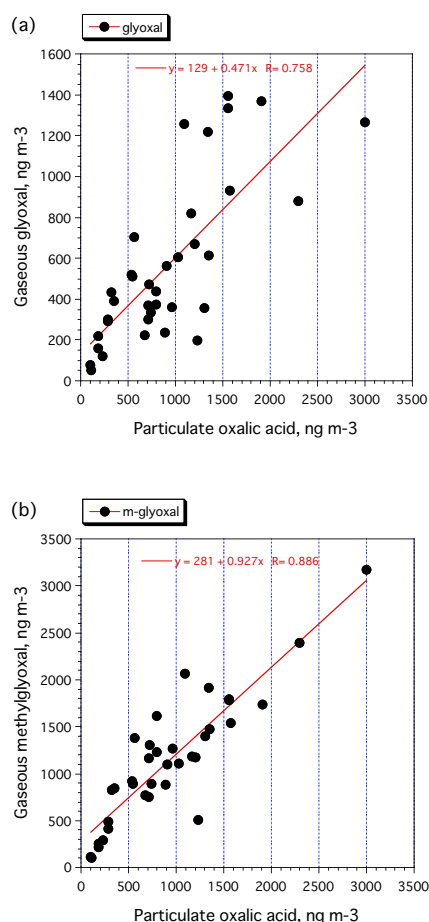 (a)
glyoxal
y = 129 + 0.471x R= 0.758
1600
1400
1200
1000
800
600
400
200
0
Gaseous glyoxal, ng m-3
0 500 1000 1500 2000 2500 3000 3500
Particulate oxalic acid, ng m-3
(b)
m-glyoxal
y = 281 + 0.927x R= 0.886
3500
3000
2500
2000
1500
1000
500
0
Gaseous methylglyoxal, ng m-3
0 500 1000 1500 2000 2500 3000 3500
Particulate oxalic acid, ng m-3